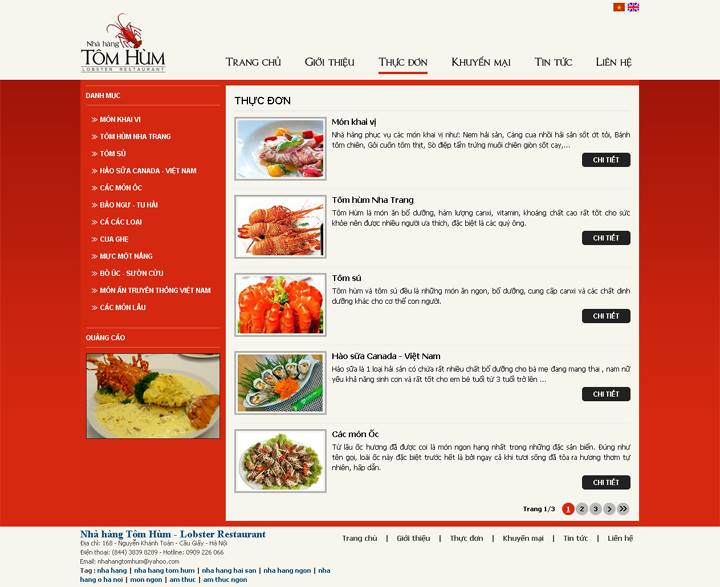 Nhà hàng
TÔM HÙM
LOBSTER RESTAURANT
TRANG CHỦ GIỚI THIỆU THỰC ĐƠN KHUYẾN MẠI TIN TỨC LIÊN HỆ
DANH MỤC
» MÓN KHAI VỊ
» TÔM HÙM NHA TRANG
» TÔM SÚ
» HÀO SỮA CANADA - VIỆT NAM
» CÁC MÓN ỐC
» BÀO NGƯ - TU HÀI
» CÁ CÁC LOẠI
» CUA GHẸ
» MỰC MỘT NẮNG
» BÒ ÚC - SƯỜN CỪU
» MÓN ĂN TRUYỀN THỐNG VIỆT NAM
» CÁC MÓN LẨU
QUẢNG CÁO
THỰC ĐƠN
Món khai vị
Nhà hàng phục vụ các món khai vị như: Nem hải sản, Càng cua nhồi hải sản sốt ớt tỏi, Bánh
tôm chiên, Gỏi cuốn tôm thịt, Sò điệp tẩm trứng muối chiên giòn sốt cay,...
CHI TIẾT
Tôm hùm Nha Trang
Tôm Hùm là món ăn bổ dưỡng, hàm lượng canxi, vitamin, khoáng chất cao rất tốt cho sức
khỏe nên được nhiều người ưa thích, đặc biệt là các quý ông.
CHI TIẾT
Tôm sú
Tôm hùm và tôm sú đều là những món ăn ngon, bổ dưỡng, cung cấp canxi và các chất dinh
dưỡng khác cho cơ thể con người.
CHI TIẾT
Hào sữa Canada - Việt Nam
Hào sữa là 1 loại hải sản có chứa rất nhiều chất bổ dưỡng cho bà mẹ đang mang thai , nam nữ
yếu khả năng sinh con và rất tốt cho em bé tuổi từ 3 tuổi trở lên ...
CHI TIẾT
Các món Ốc
Từ lâu ốc hương đã được coi là món ngon hạng nhất trong những đặc sản biển. Đúng như
tên gọi, loài ốc này đặc biệt trước hết là bởi ngay cả khi tươi sống đã tỏa ra hương thơm tự
nhiên, hấp dẫn.
CHI TIẾT
Trang 1/3 1 2 3 > >>
Nhà hàng Tôm Hùm - Lobster Restaurant
Địa chỉ: 168 - Nguyễn Khánh Toàn - Cầu Giấy - Hà Nội
Điện thoại: (844) 3839 8289 - Hotline: 0909 226 066
Email: nhahangtomhum@yahoo.com
Tag : nha hang | nha hang tom hum | nha hang hai san | nha hang ngon | nha
hang o ha noi | mon ngon | am thuc | am thuc ngon
Trang chủ | Giới thiệu | Thực đơn | Khuyến mại | Tin tức | Liên hệ